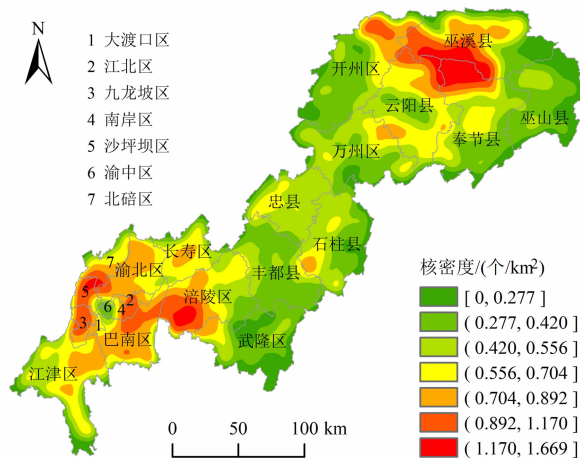 N
1 大渡口区
2 江北区
3 九龙坡区
4 南岸区
5 沙坪坝区
6 渝中区
7 北碚区
巫溪县
开州区
云阳县
巫山县
奉节县
万州区
忠县
石柱县
长寿区
7
渝北区
丰都县
5
涪陵区
2
6
4
3
1
巴南区
武隆区
江津区
核密度/(个/km²)
[ 0, 0.277 ]
( 0.277, 0.420 ]
( 0.420, 0.556 ]
( 0.556, 0.704 ]
( 0.704, 0.892 ]
( 0.892, 1.170 ]
( 1.170, 1.669 ]
0 50 100 km